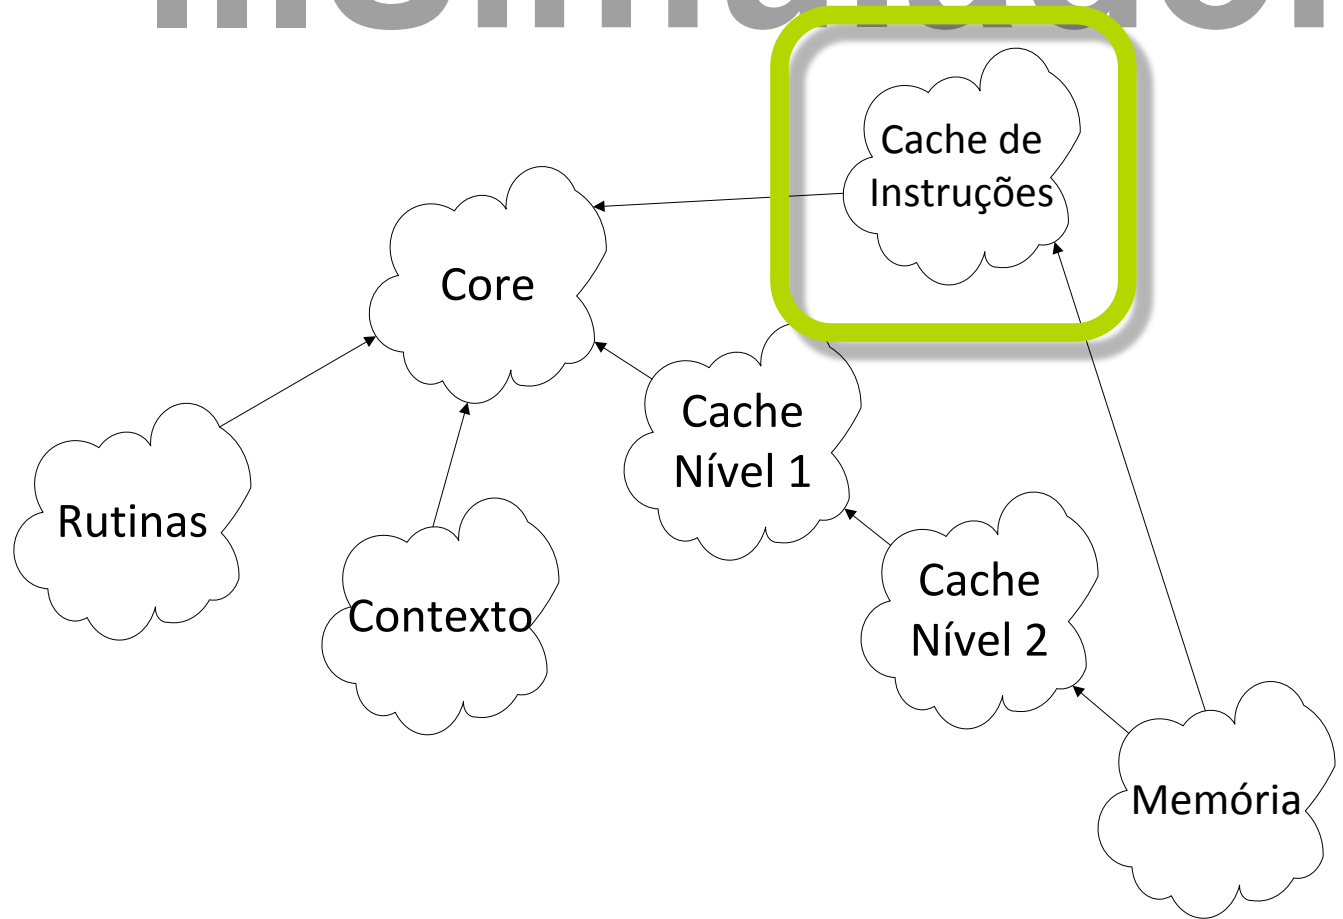 Cache de
Instruções
Core
Cache
Nível 1
Rutinas
Cache
Nível 2
Contexto
Memória